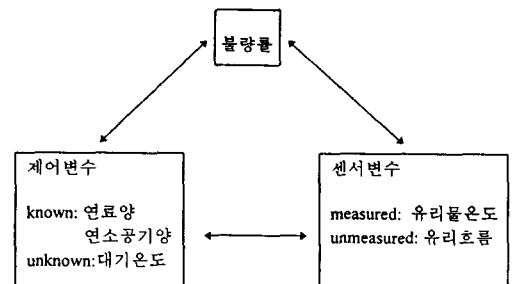 불량률
제어변수
known: 연료양
연소공기양
unknown:대기온도
센서변수
measured: 유리물온도
unmeasured: 유리흐름